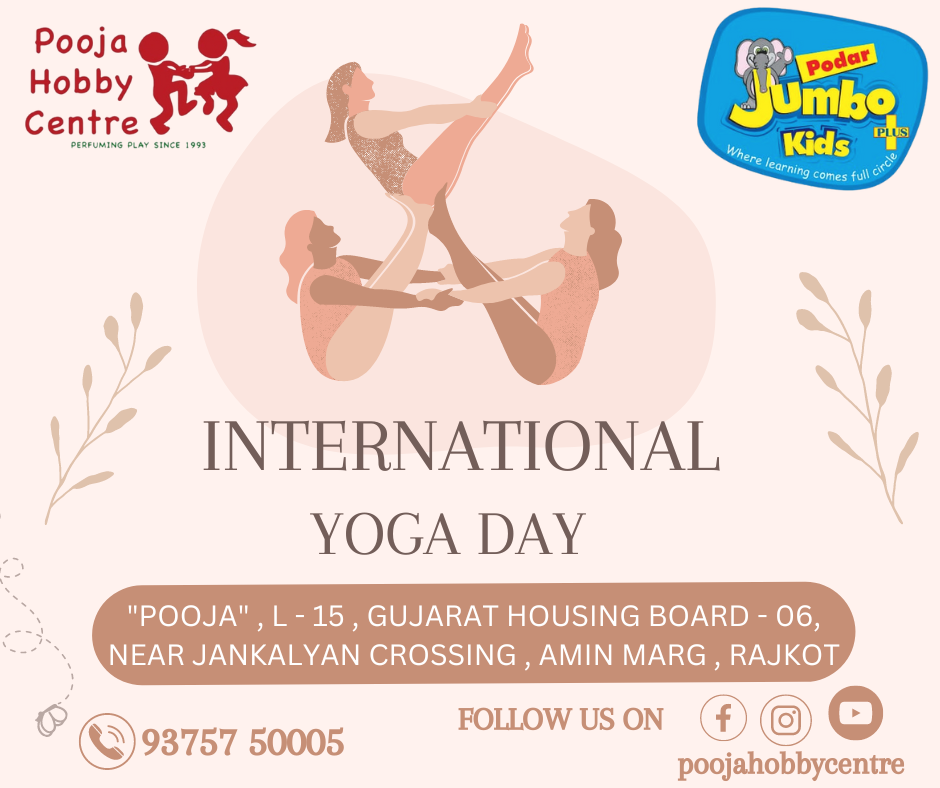 Pooja
Hobby
Centre
PERFUMING PLAY SINCE 1993
Podar
Jumbo
Kids
PLUS
Where learning comes full circle
INTERNATIONAL
YOGA DAY
"POOJA" , L - 15 , GUJARAT HOUSING BOARD - 06,
NEAR JANKALYAN CROSSING , AMIN MARG , RAJKOT
93757 50005
FOLLOW US ON
poojahobbycentre